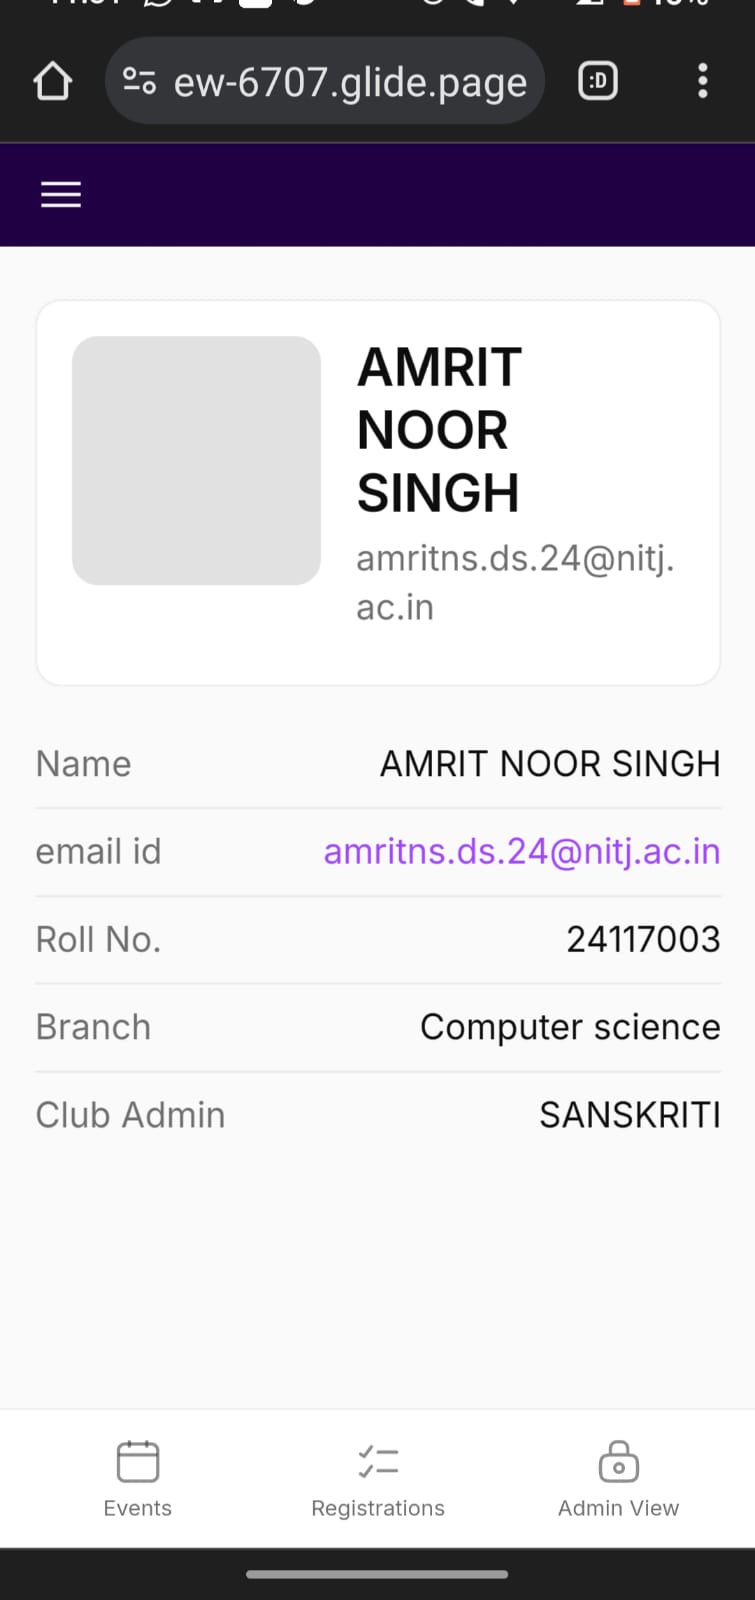 ew-6707.glide.page
:D
AMRIT
NOOR
SINGH
amritns.ds.24@nitj.
ac.in
Name AMRIT NOOR SINGH
email id amritns.ds.24@nitj.ac.in
Roll No. 24117003
Branch Computer science
Club Admin SANSKRITI
Events Registrations Admin View